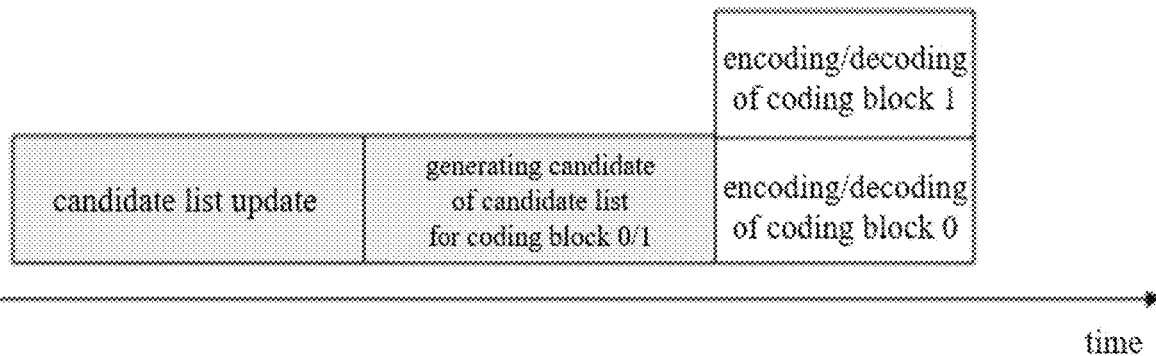 encoding/decoding
of coding block 1
candidate list update
generating candidate
of candidate list
for coding block 0/1
encoding/decoding
of coding block 0
time